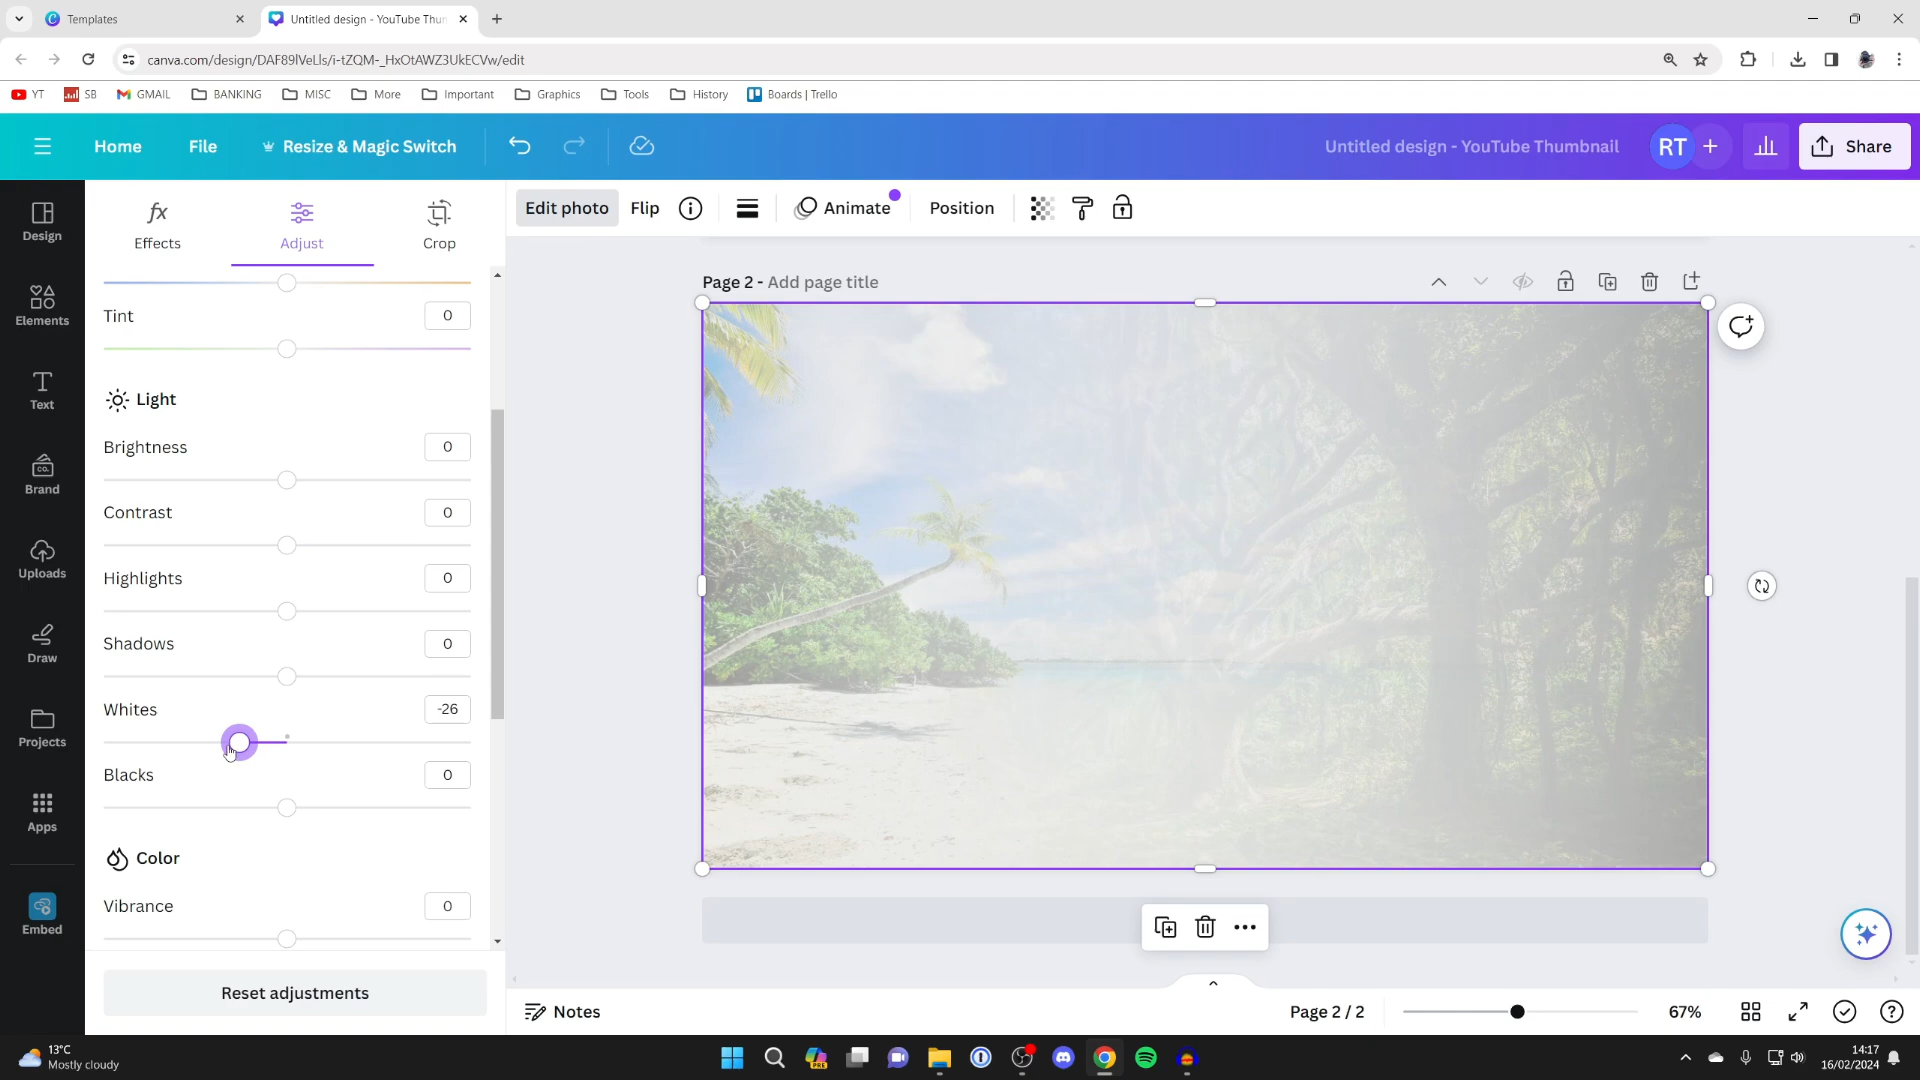 Templates
Untitled design - YouTube Thun
canva.com/design/DAF89lVeLls/i-tZQM-_HxOtAWZ3UkECVw/edit
YT
SB
GMAIL
BANKING
MISC
More
Important
Graphics
Tools
History
Boards | Trello
Home
File
Resize & Magic Switch
Untitled design - YouTube Thumbnail
RT
Share
Design
Elements
Text
Brand
Uploads
Draw
Projects
Apps
Embed
Effects
Adjust
Crop
Edit photo
Flip
Animate
Position
Tint
0
Light
Brightness
0
Contrast
0
Highlights
0
Shadows
0
Whites
-26
Blacks
0
Color
Vibrance
0
Reset adjustments
Page 2 - Add page title
Notes
Page 2 / 2
67%
13°C
Mostly cloudy
14:17
16/02/2024